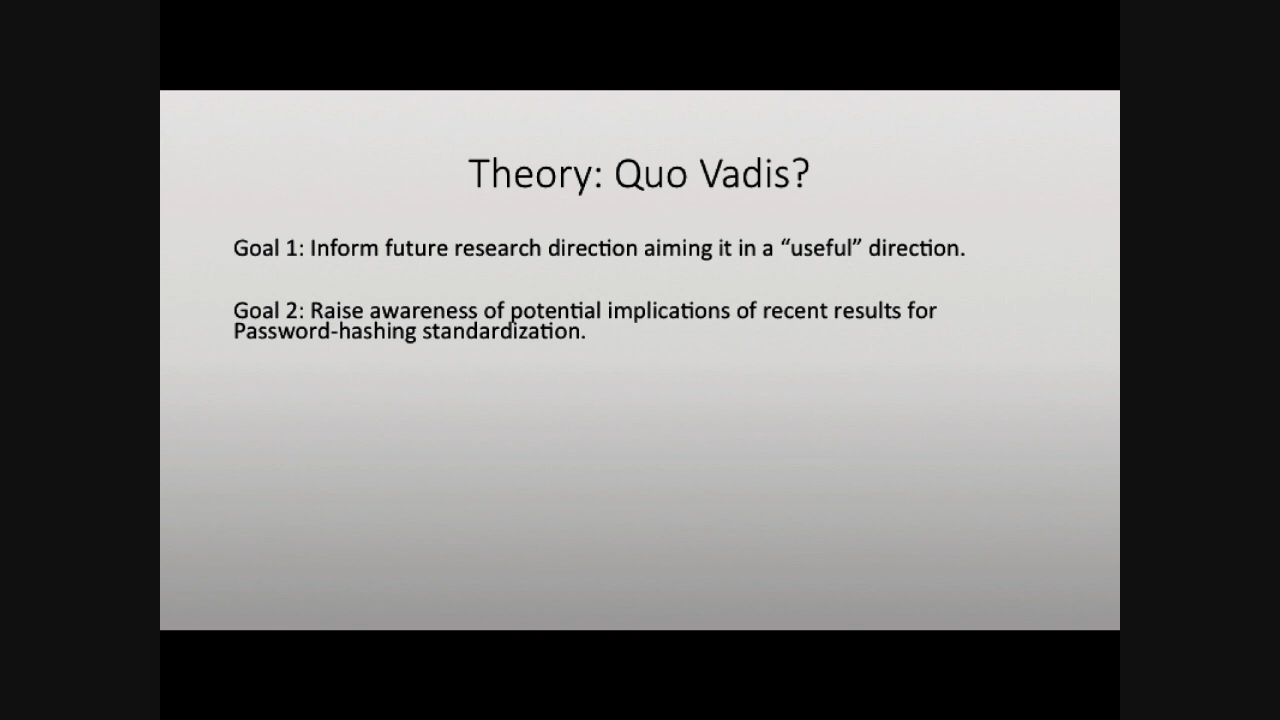 Theory: Quo Vadis?
Goal 1: Inform future research direction aiming it in a “useful” direction.
Goal 2: Raise awareness of potential implications of recent results for
Password-hashing standardization.